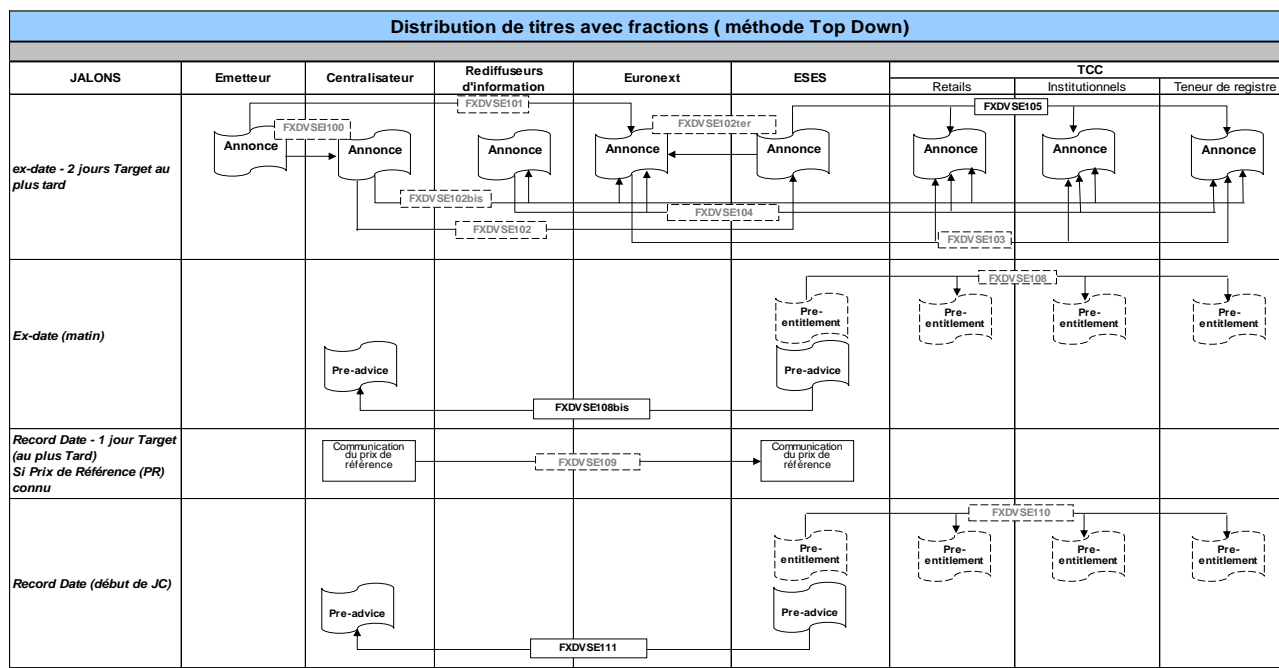 Distribution de titres avec fractions ( méthode Top Down)
JALONS
Emetteur
Centralisateur
Rediffuseurs
d'information
Euronext
ESES
TCC
Retails
Institutionnels
Teneur de registre
ex-date - 2 jours Target au
plus tard
FXDVSE101
FXDVSE105
FXDVSEI100
FXDVSE102ter
Annonce
Annonce
Annonce
Annonce
Annonce
Annonce
Annonce
Annonce
FXDVSE102bis
FXDVSE104
FXDVSE102
FXDVSE103
Ex-date (matin)
FXDVSE108
Pre-
entitlement
Pre-
entitlement
Pre-
entitlement
Pre-
entitlement
Pre-advice
Pre-advice
FXDVSE108bis
Record Date - 1 jour Target
(au plus Tard)
Si Prix de Référence (PR)
connu
Communication
du prix de
référence
FXDVSE109
Communication
du prix de
référence
Record Date (début de JC)
FXDVSE110
Pre-
entitlement
Pre-
entitlement
Pre-
entitlement
Pre-
entitlement
Pre-advice
Pre-advice
FXDVSE111